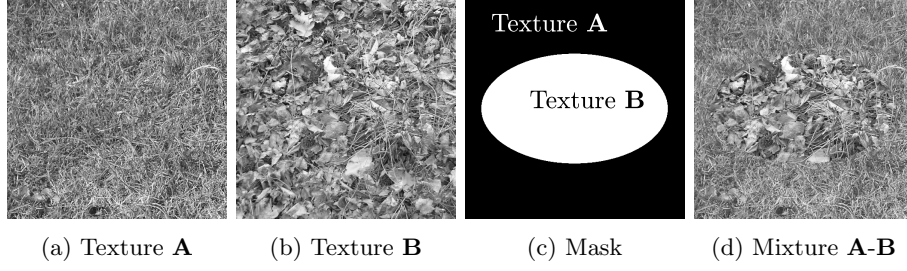 Texture A
Texture B
(a) Texture A
(b) Texture B
(c) Mask
(d) Mixture A-B